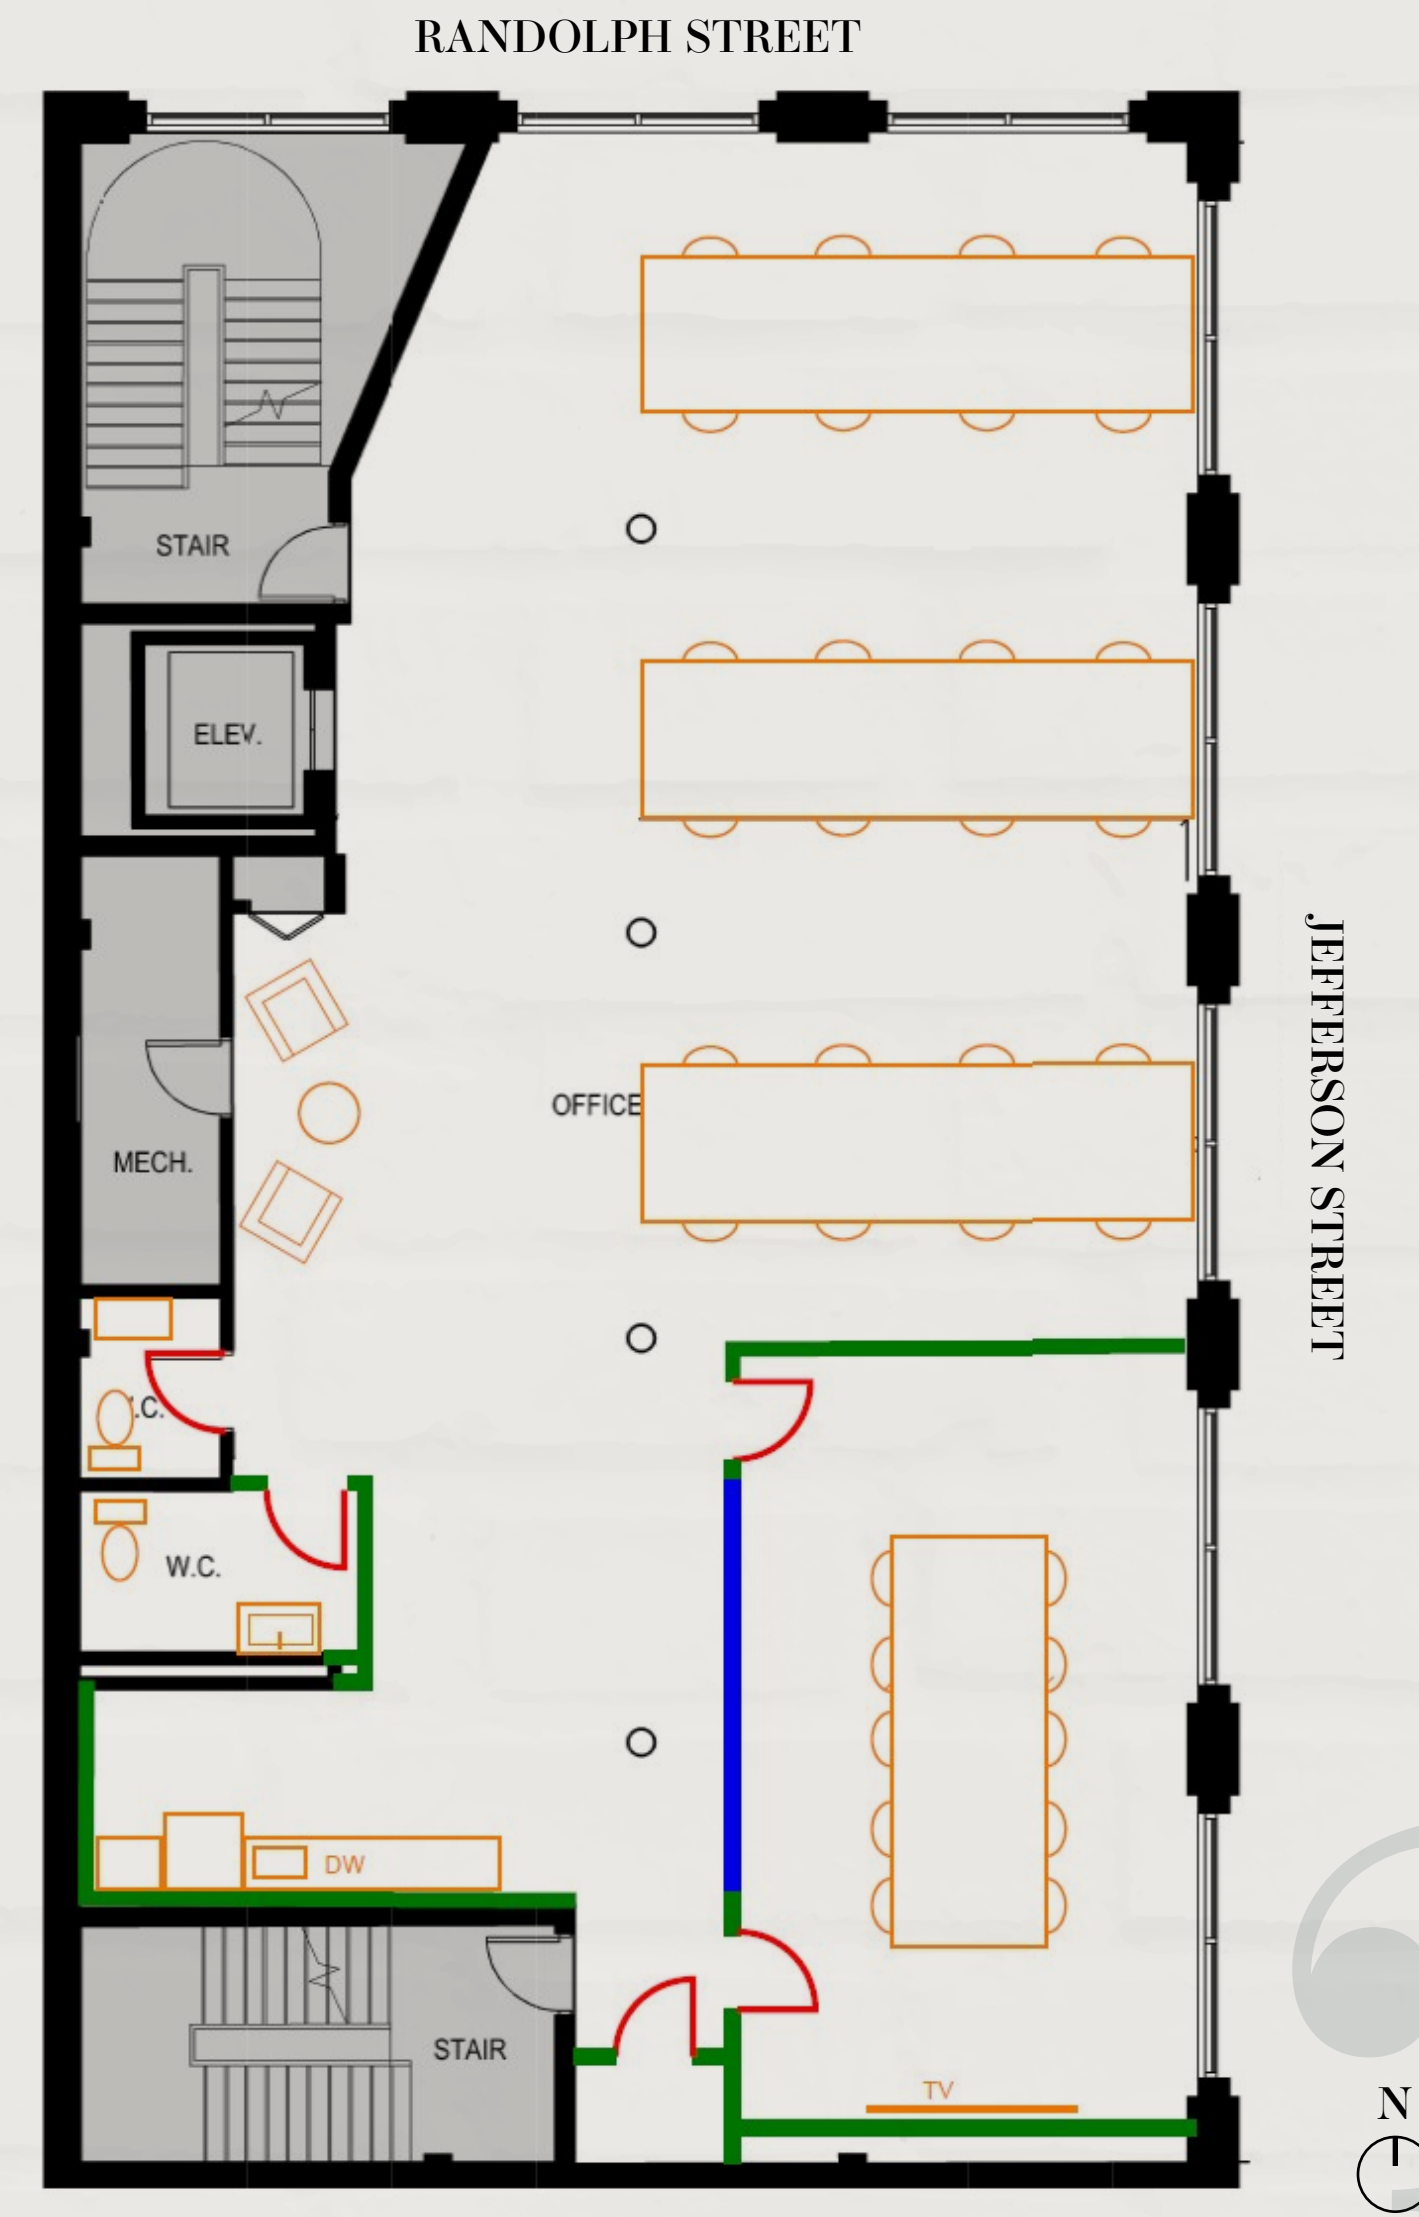 RANDOLPH STREET
STAIR
ELEV.
JEFFERSON STREET
OFFICE
MECH.
.C.
W.C.
DW
STAIR
TV
N